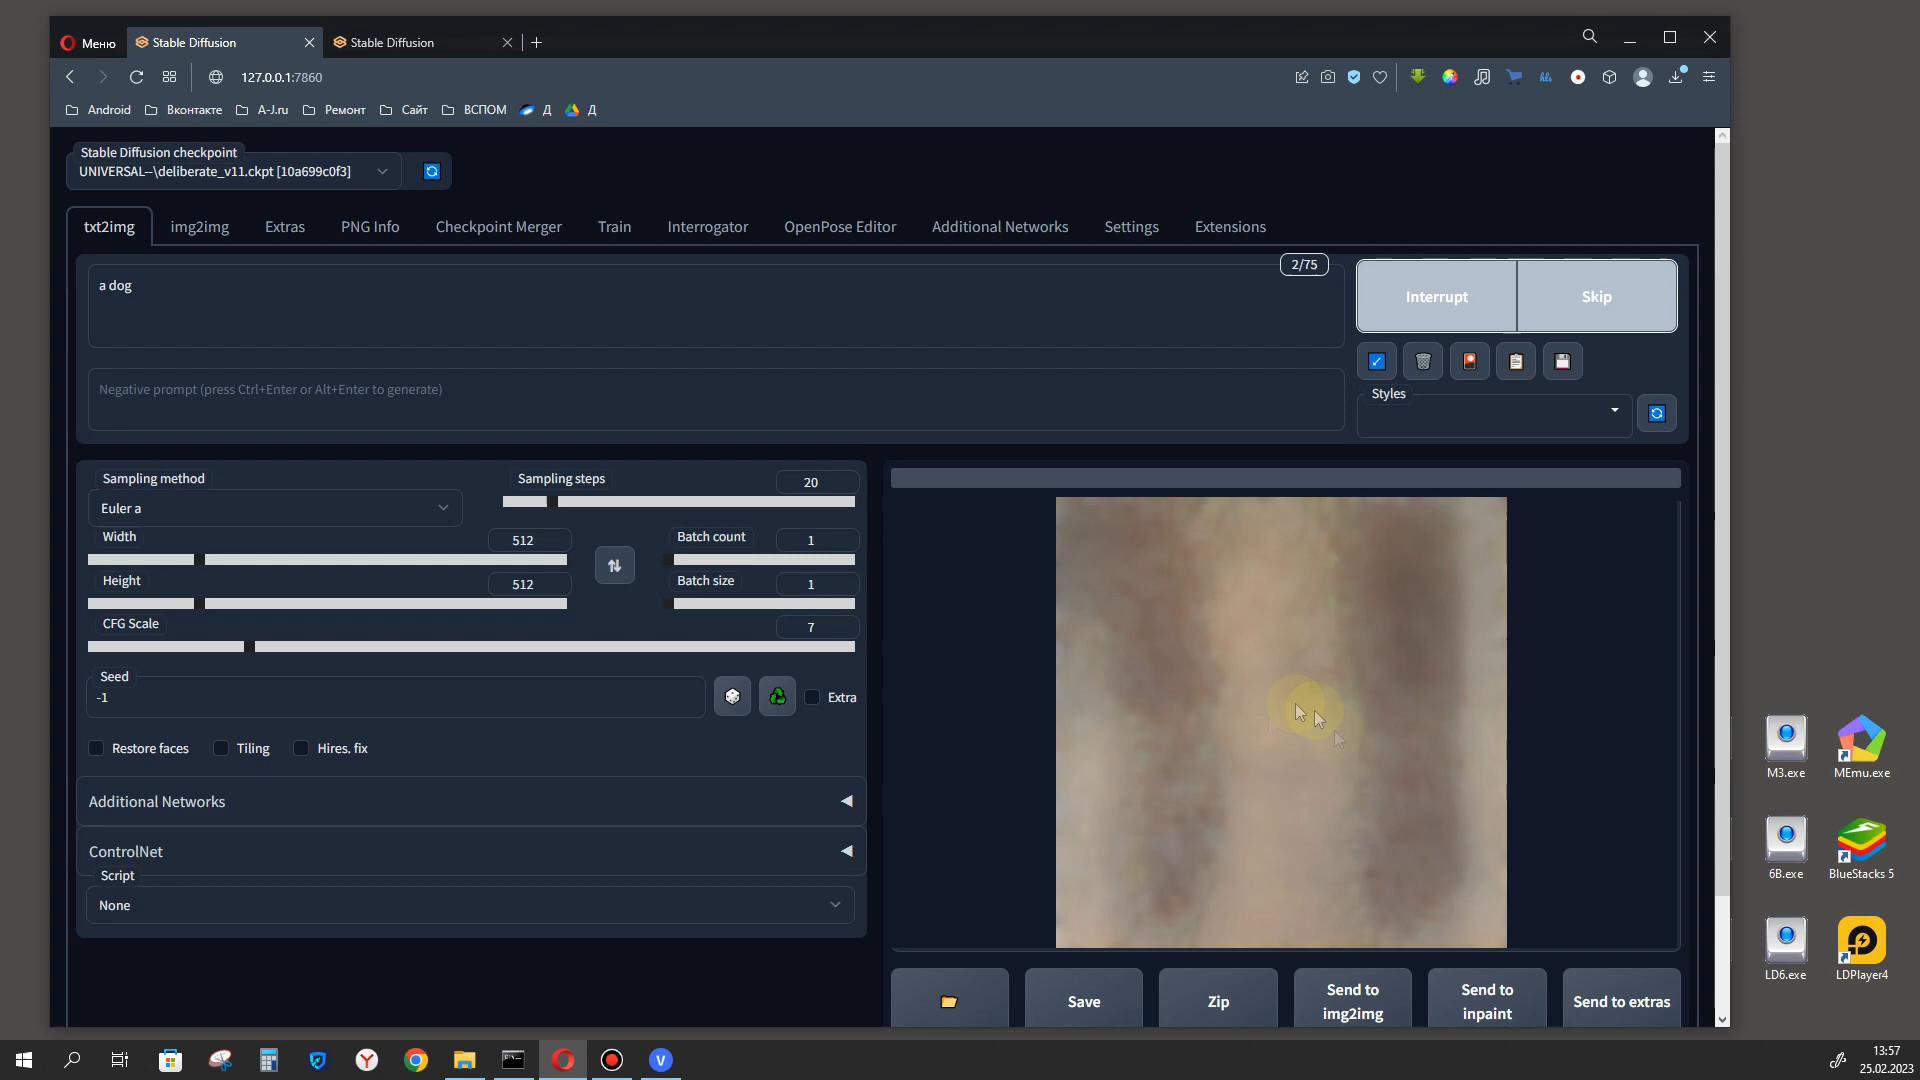 Меню
Stable Diffusion
Stable Diffusion
127.0.0.1:7860
Android
Вконтакте
A-J.ru
Ремонт
Сайт
ВСПОМ
Д
Д
Stable Diffusion checkpoint
UNIVERSAL--\deliberate_v11.ckpt [10a699c0f3]
txt2img
img2img
Extras
PNG Info
Checkpoint Merger
Train
Interrogator
OpenPose Editor
Additional Networks
Settings
Extensions
2/75
a dog
Interrupt
Skip
Negative prompt (press Ctrl+Enter or Alt+Enter to generate)
Styles
Sampling method
Euler a
Sampling steps
20
Width
512
Batch count
1
Height
512
Batch size
1
CFG Scale
7
Seed
-1
Extra
Restore faces
Tiling
Hires. fix
Additional Networks
ControlNet
Script
None
Save
Zip
Send to
img2img
Send to
inpaint
Send to extras
M3.exe
MEmu.exe
6B.exe
BlueStacks 5
LD6.exe
LDPlayer4
13:57
25.02.2023